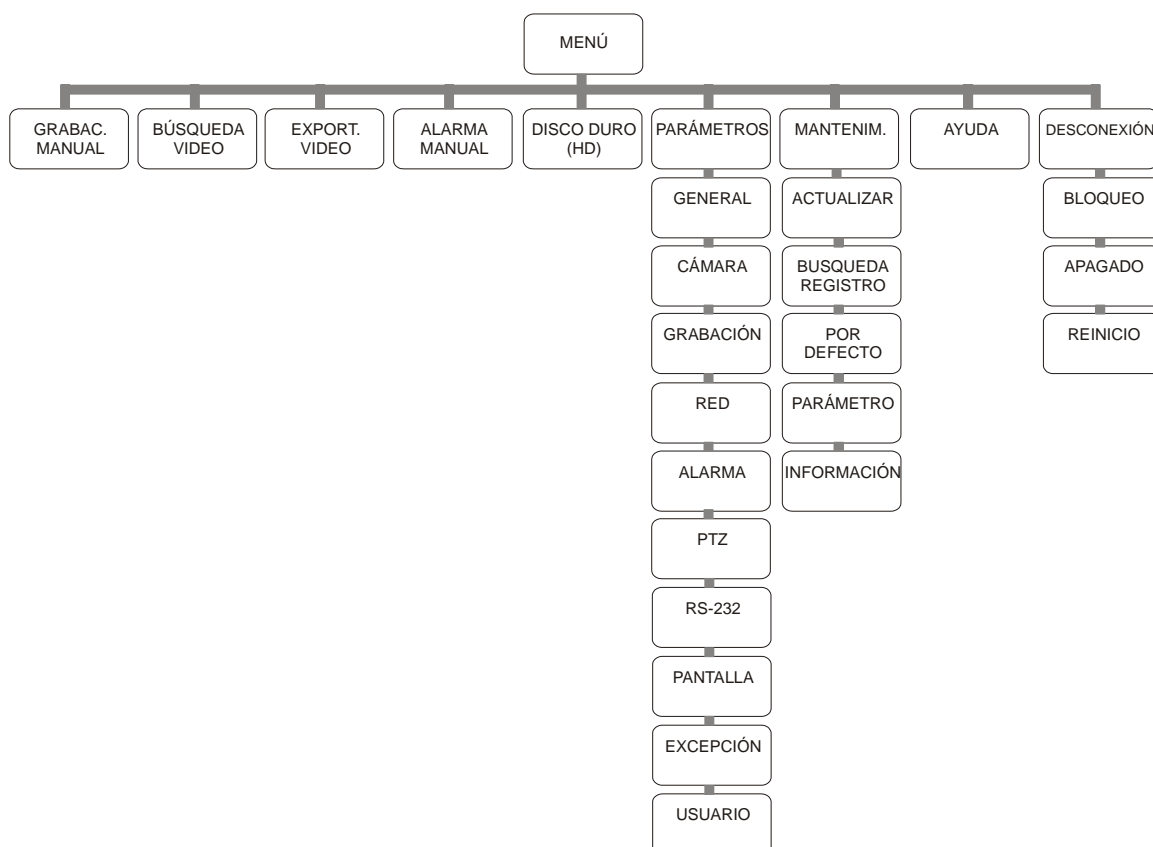 MENÚ
GRABAC.
MANUAL
BÚSQUEDA
VIDEO
EXPORT.
VIDEO
ALARMA
MANUAL
DISCO DURO
(HD)
PARÁMETROS
MANTENIM.
AYUDA
DESCONEXIÓN
GENERAL
CÁMARA
GRABACIÓN
RED
ALARMA
PTZ
RS-232
PANTALLA
EXCEPCIÓN
USUARIO
ACTUALIZAR
BUSQUEDA
REGISTRO
POR
DEFECTO
PARÁMETRO
INFORMACIÓN
BLOQUEO
APAGADO
REINICIO